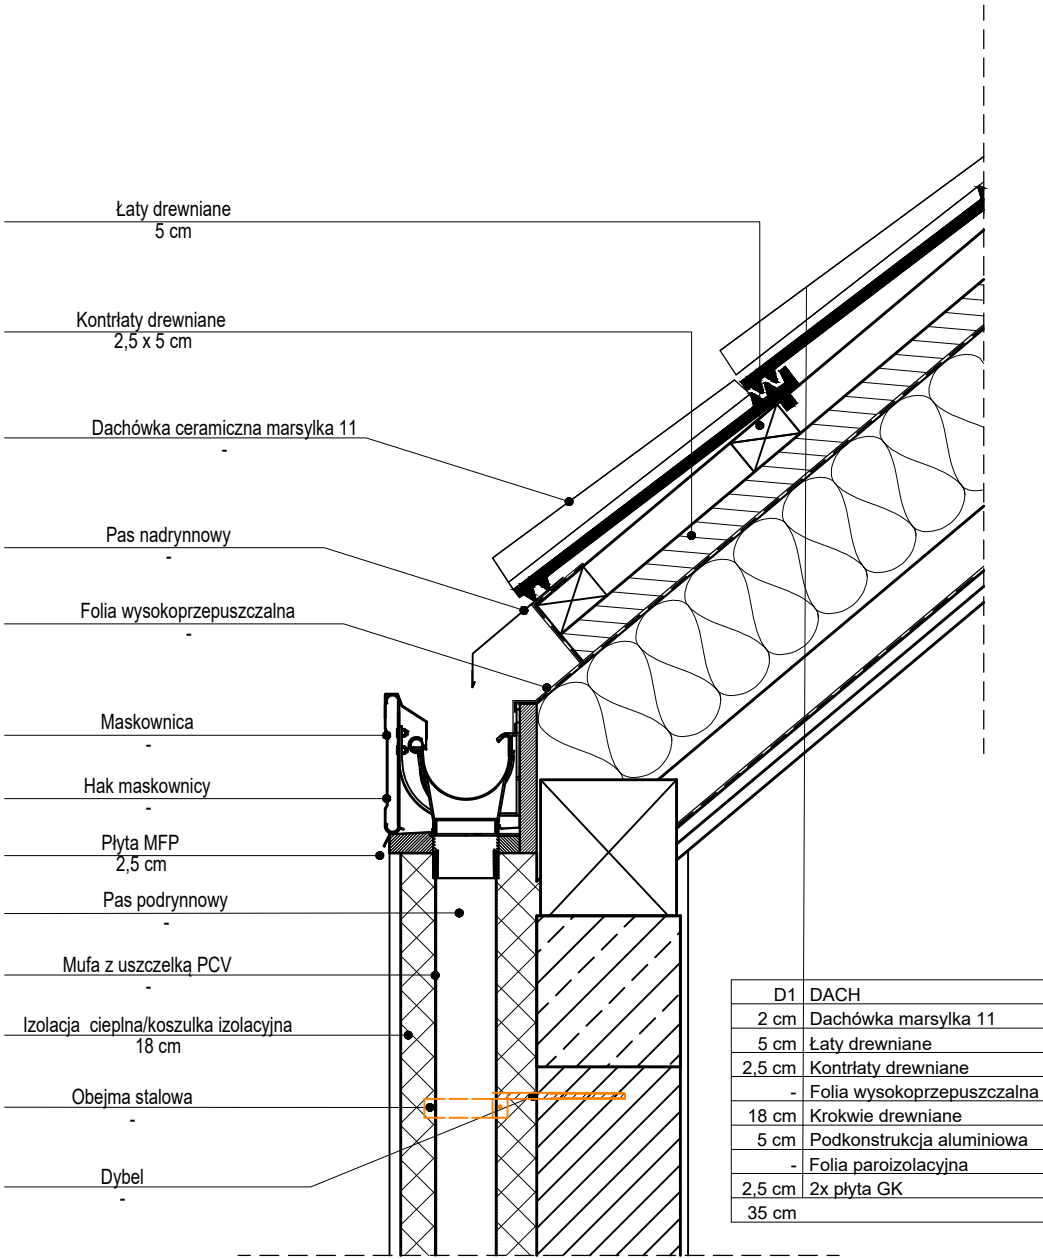 Łaty drewniane
5 cm
Kontrłaty drewniane
2,5 x 5 cm
Dachówka ceramiczna marsylka 11
-
Pas nadrynnowy
-
Folia wysokoprzepuszczalna
-
Maskownica
-
Hak maskownicy
-
Płyta MFP
2,5 cm
Pas podrynnowy
-
Mufa z uszczelką PCV
-
Izolacja cieplna/koszulka izolacyjna
18 cm
Obejma stalowa
-
Dybel
-
D1 DACH
2 cm Dachówka marsylka 11
5 cm Łaty drewniane
2,5 cm Kontrłaty drewniane
- Folia wysokoprzepuszczalna
18 cm Krokwie drewniane
5 cm Podkonstrukcja aluminiowa
- Folia paroizolacyjna
2,5 cm 2x płyta GK
35 cm